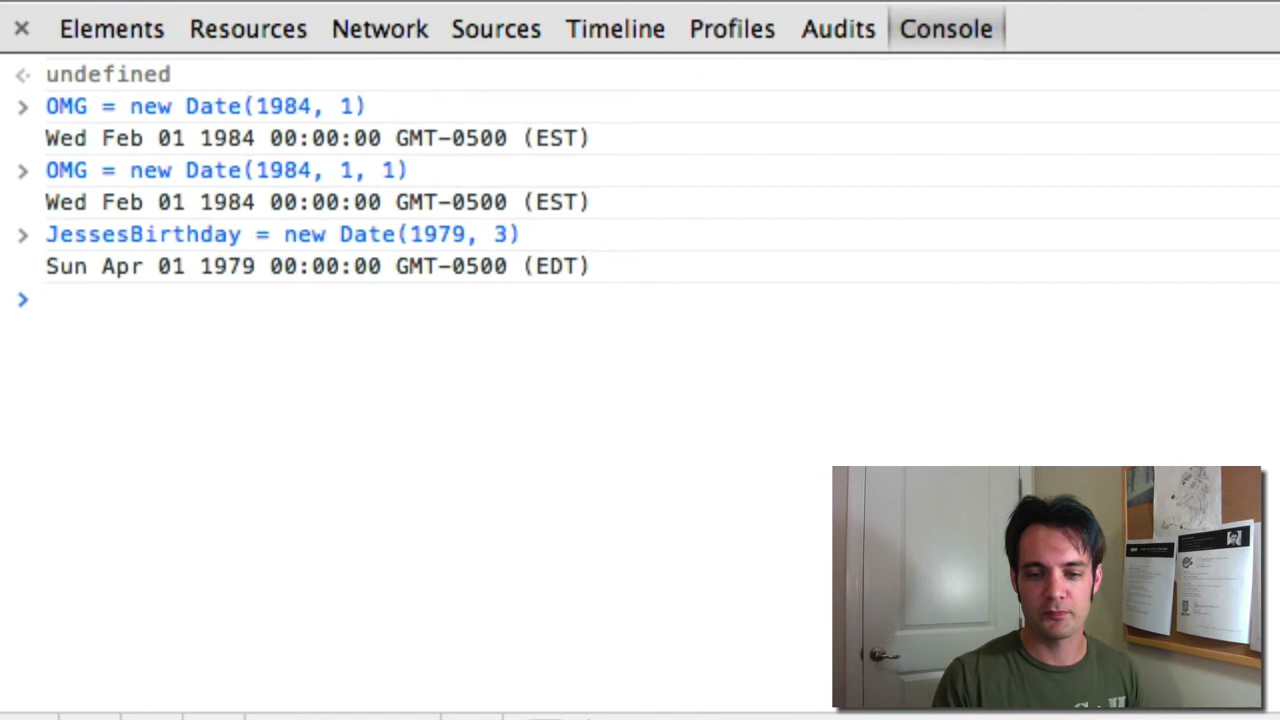 × Elements Resources Network Sources Timeline Profiles Audits Console
undefined
> OMG = new Date(1984, 1)
Wed Feb 01 1984 00:00:00 GMT-0500 (EST)
> OMG = new Date(1984, 1, 1)
Wed Feb 01 1984 00:00:00 GMT-0500 (EST)
> JessesBirthday = new Date(1979, 3)
Sun Apr 01 1979 00:00:00 GMT-0500 (EDT)
>